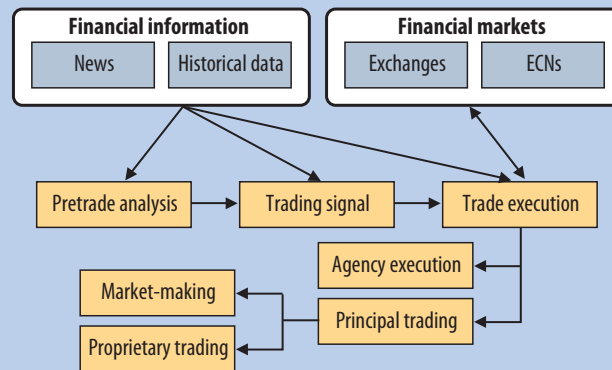 Financial information
Financial markets
News
Historical data
Exchanges
ECNs
Pretrade analysis
Trading signal
Trade execution
Agency execution
Market-making
Principal trading
Proprietary trading